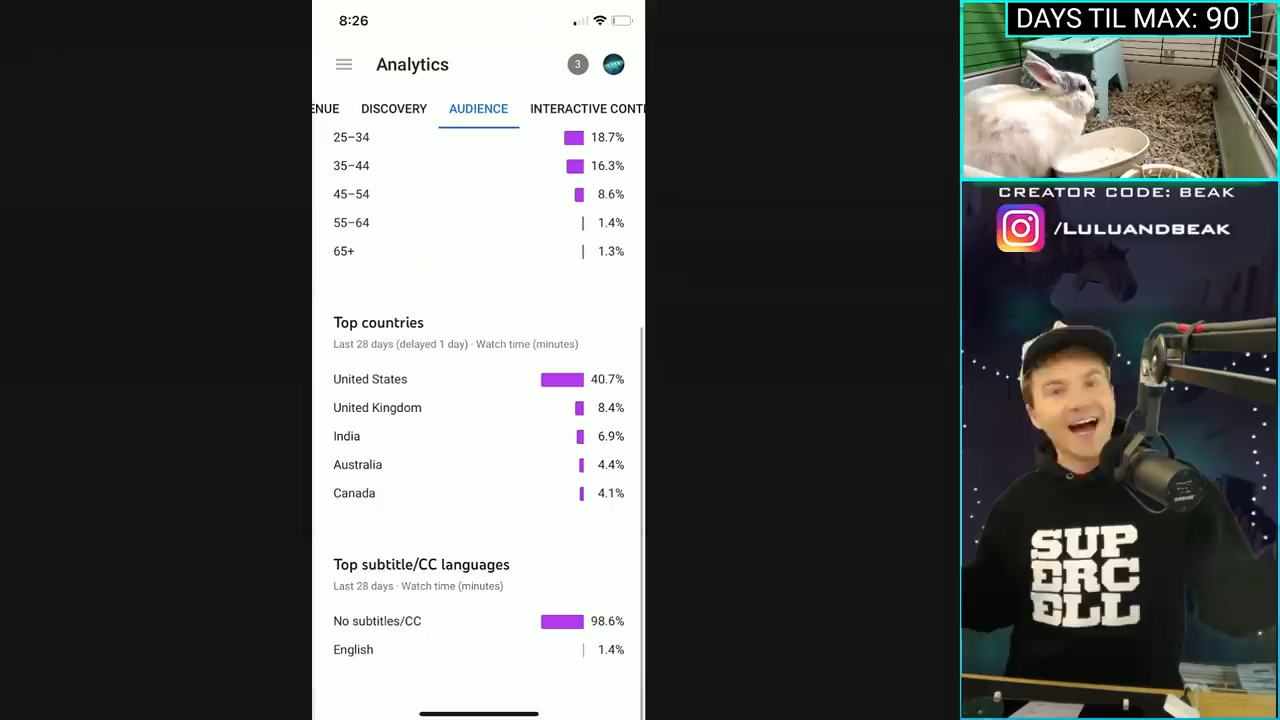 8:26
Analytics
3
ENUE DISCOVERY AUDIENCE INTERACTIVE CONT
25–34 18.7%
35–44 16.3%
45–54 8.6%
55–64 1.4%
65+ 1.3%
Top countries
Last 28 days (delayed 1 day) · Watch time (minutes)
United States 40.7%
United Kingdom 8.4%
India 6.9%
Australia 4.4%
Canada 4.1%
Top subtitle/CC languages
Last 28 days · Watch time (minutes)
No subtitles/CC 98.6%
English 1.4%
DAYS TIL MAX: 90
CREATOR CODE: BEAK
/LULUANDBEAK
SUP
ERC
ELL